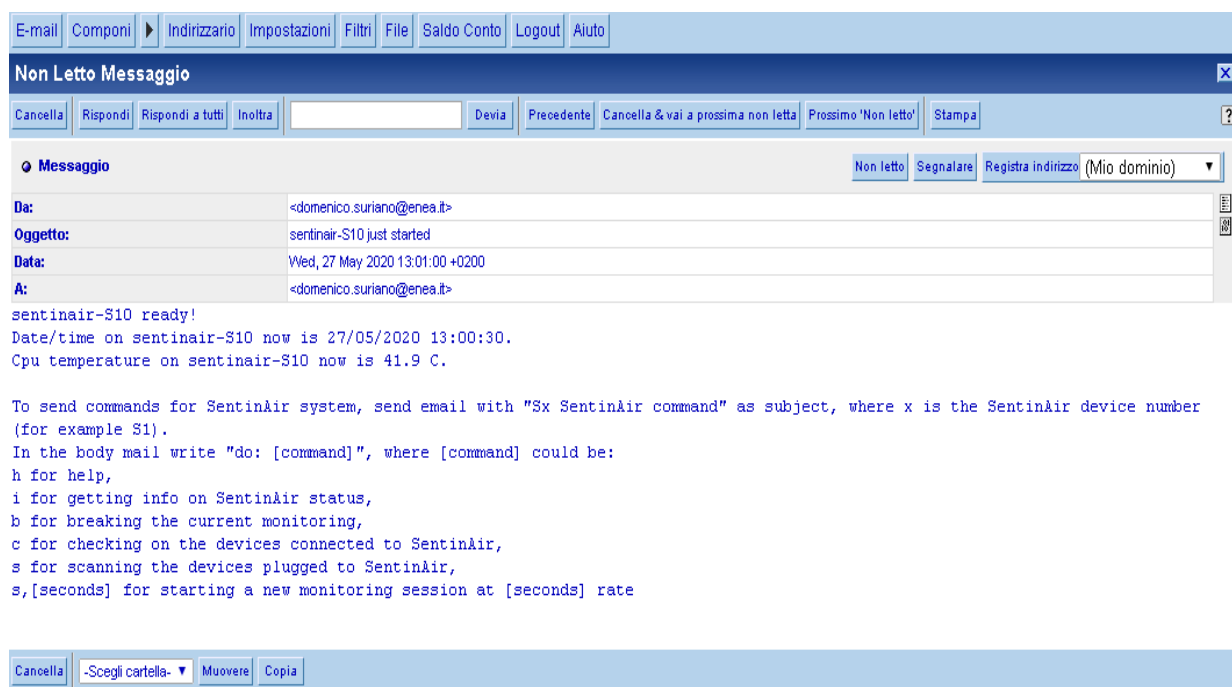 E-mail Componi Indirizzario Impostazioni Filtri File Saldo Conto Logout Aiuto
Non Letto Messaggio
Cancella Rispondi Rispondi a tutti Inoltra Devia Precedente Cancella & vai a prossima non letta Prossimo 'Non letto' Stampa ?
Messaggio Non letto Segnalare Registra indirizzo (Mio dominio)
Da: <domenico.suriano@enea.it>
Oggetto: sentinair-S10 just started
Data: Wed, 27 May 2020 13:01:00 +0200
A: <domenico.suriano@enea.it>
sentinair-S10 ready!
Date/time on sentinair-S10 now is 27/05/2020 13:00:30.
Cpu temperature on sentinair-S10 now is 41.9 C.
To send commands for SentinAir system, send email with "Sx SentinAir command" as subject, where x is the SentinAir device number
(for example S1).
In the body mail write "do: [command]", where [command] could be:
h for help,
i for getting info on SentinAir status,
b for breaking the current monitoring,
c for checking on the devices connected to SentinAir,
s for scanning the devices plugged to SentinAir,
s,[seconds] for starting a new monitoring session at [seconds] rate
Cancella -Scegli cartella- Muovere Copia